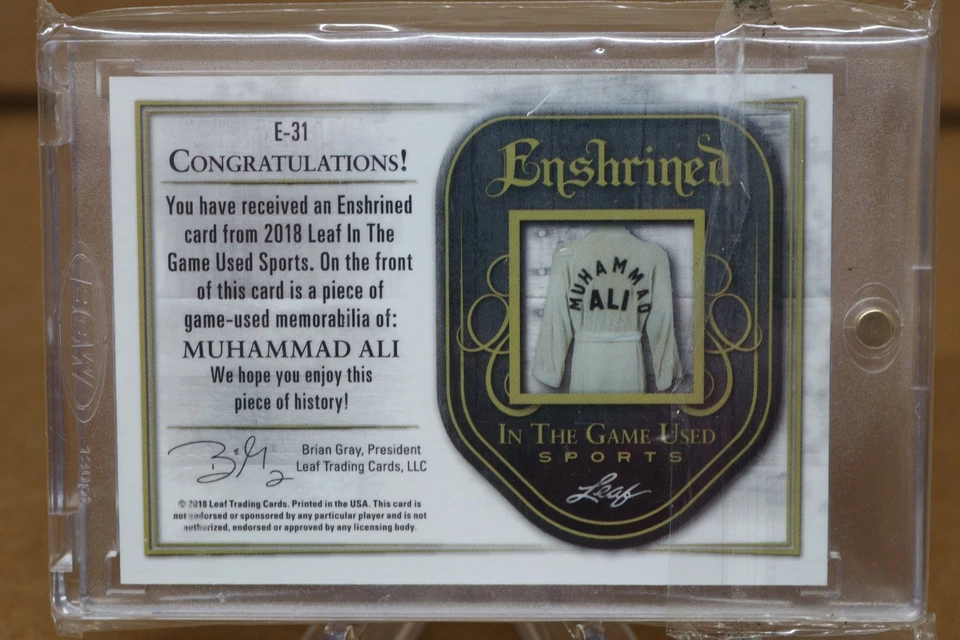 E-31
CONGRATULATIONS!
You have received an Enshrined
card from 2018 Leaf In The
Game Used Sports. On the front
of this card is a piece of
game-used memorabilia of:
MUHAMMAD ALI
We hope you enjoy this
piece of history!
Brian Gray, President
Leaf Trading Cards, LLC
© 2018 Leaf Trading Cards. Printed in the USA. This card is
not endorsed or sponsored by any particular player and is not
authorized, endorsed or approved by any licensing body.
Enshrined
MUHAMMAD
ALI
IN THE GAME USED
SPORTS
Leaf